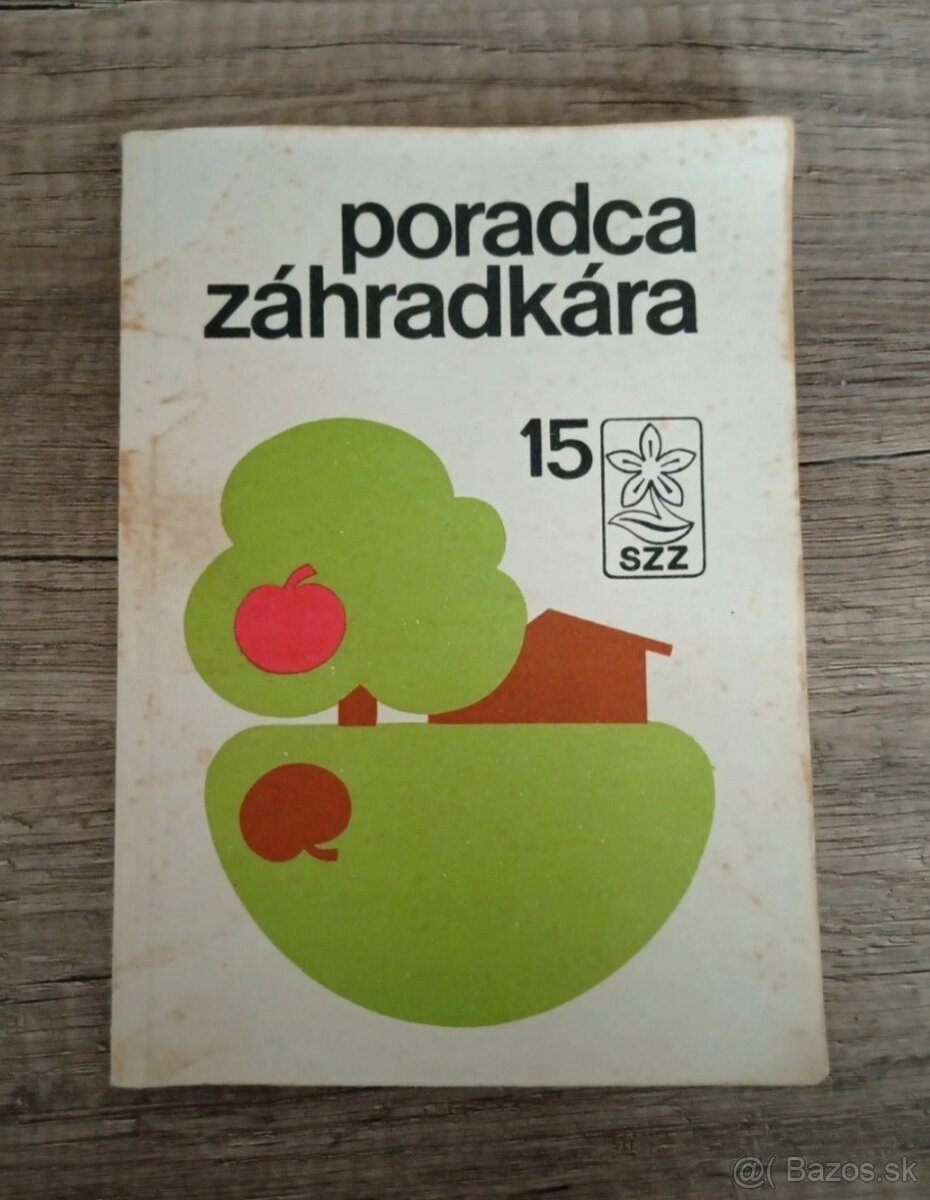 poradca
záhradkára
15
szz
@( Bazos.sk